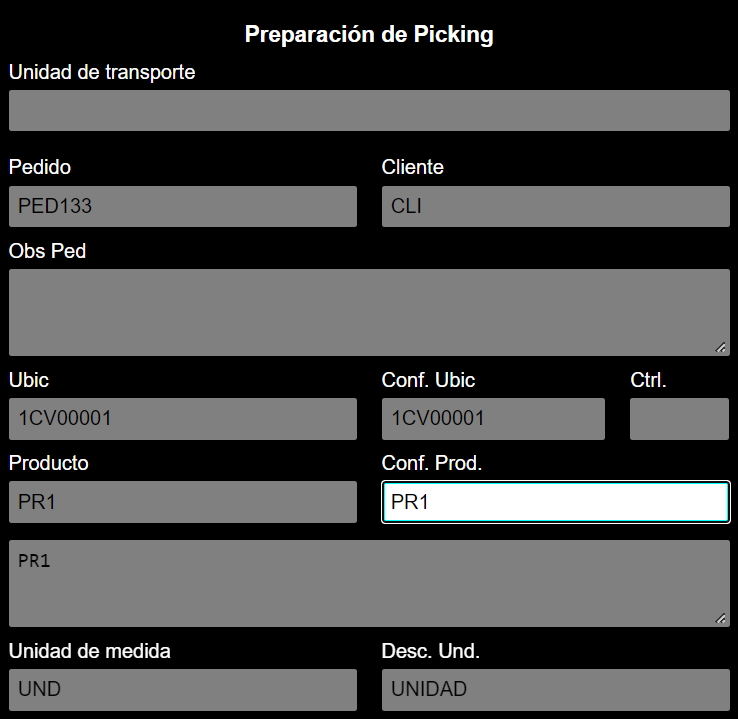 Preparación de Picking
Unidad de transporte
Pedido Cliente
PED133 CLI
Obs Ped
Ubic Conf. Ubic Ctrl.
1CV00001 1CV00001
Producto Conf. Prod.
PR1 PR1
PR1
Unidad de medida Desc. Und.
UND UNIDAD